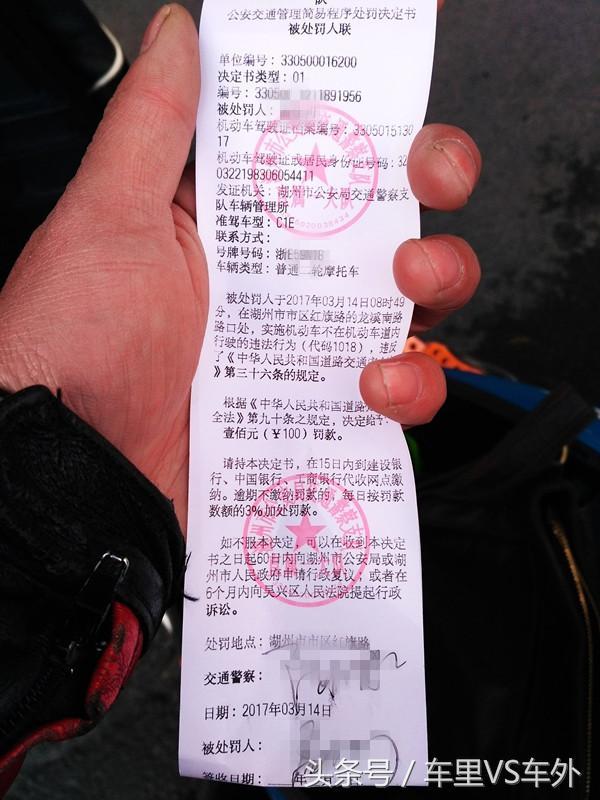 队
公安交通管理简易程序处罚决定书
被处罚人联
单位编号: 330500016200
决定书类型: 01
编号: 33050 1211891956
被处罚人:
机动车驾驶证档案编号: 3305015130
17
机动车驾驶证或居民身份证号码: 32
0322198306054411
发证机关: 湖州市公安局交通警察支
队车辆管理所
准驾车型: C1E
联系方式:
号牌号码: 浙E
车辆类型: 普通二轮摩托车
被处罚人于2017年03月14日08时49
分, 在湖州市市区红旗路的龙溪南路
路口处, 实施机动车不在机动车道内
行驶的违法行为 (代码1018), 违反
了《中华人民共和国道路交通
》第三十六条的规定。
根据《中华人民共和国道路
全法》第九十条之规定, 决定给予
壹佰元 (￥100) 罚款。
请持本决定书, 在15日内到建设银
行、中国银行、工商银行代收网点缴
纳。逾期不缴纳罚款的, 每日按罚款
数额的3%加处罚款。
如不服本决定, 可以在收到本决定
书之日起60日内向湖州市公安局或湖
州市人民政府申请行政复议, 或者在
6个月内向吴兴区人民法院提起行政
诉讼。
处罚地点: 湖州市市区红旗路
交通警察:
日期: 2017年03月14日
被处罚人:
签收日期: 年
头条号 / 车里VS车外